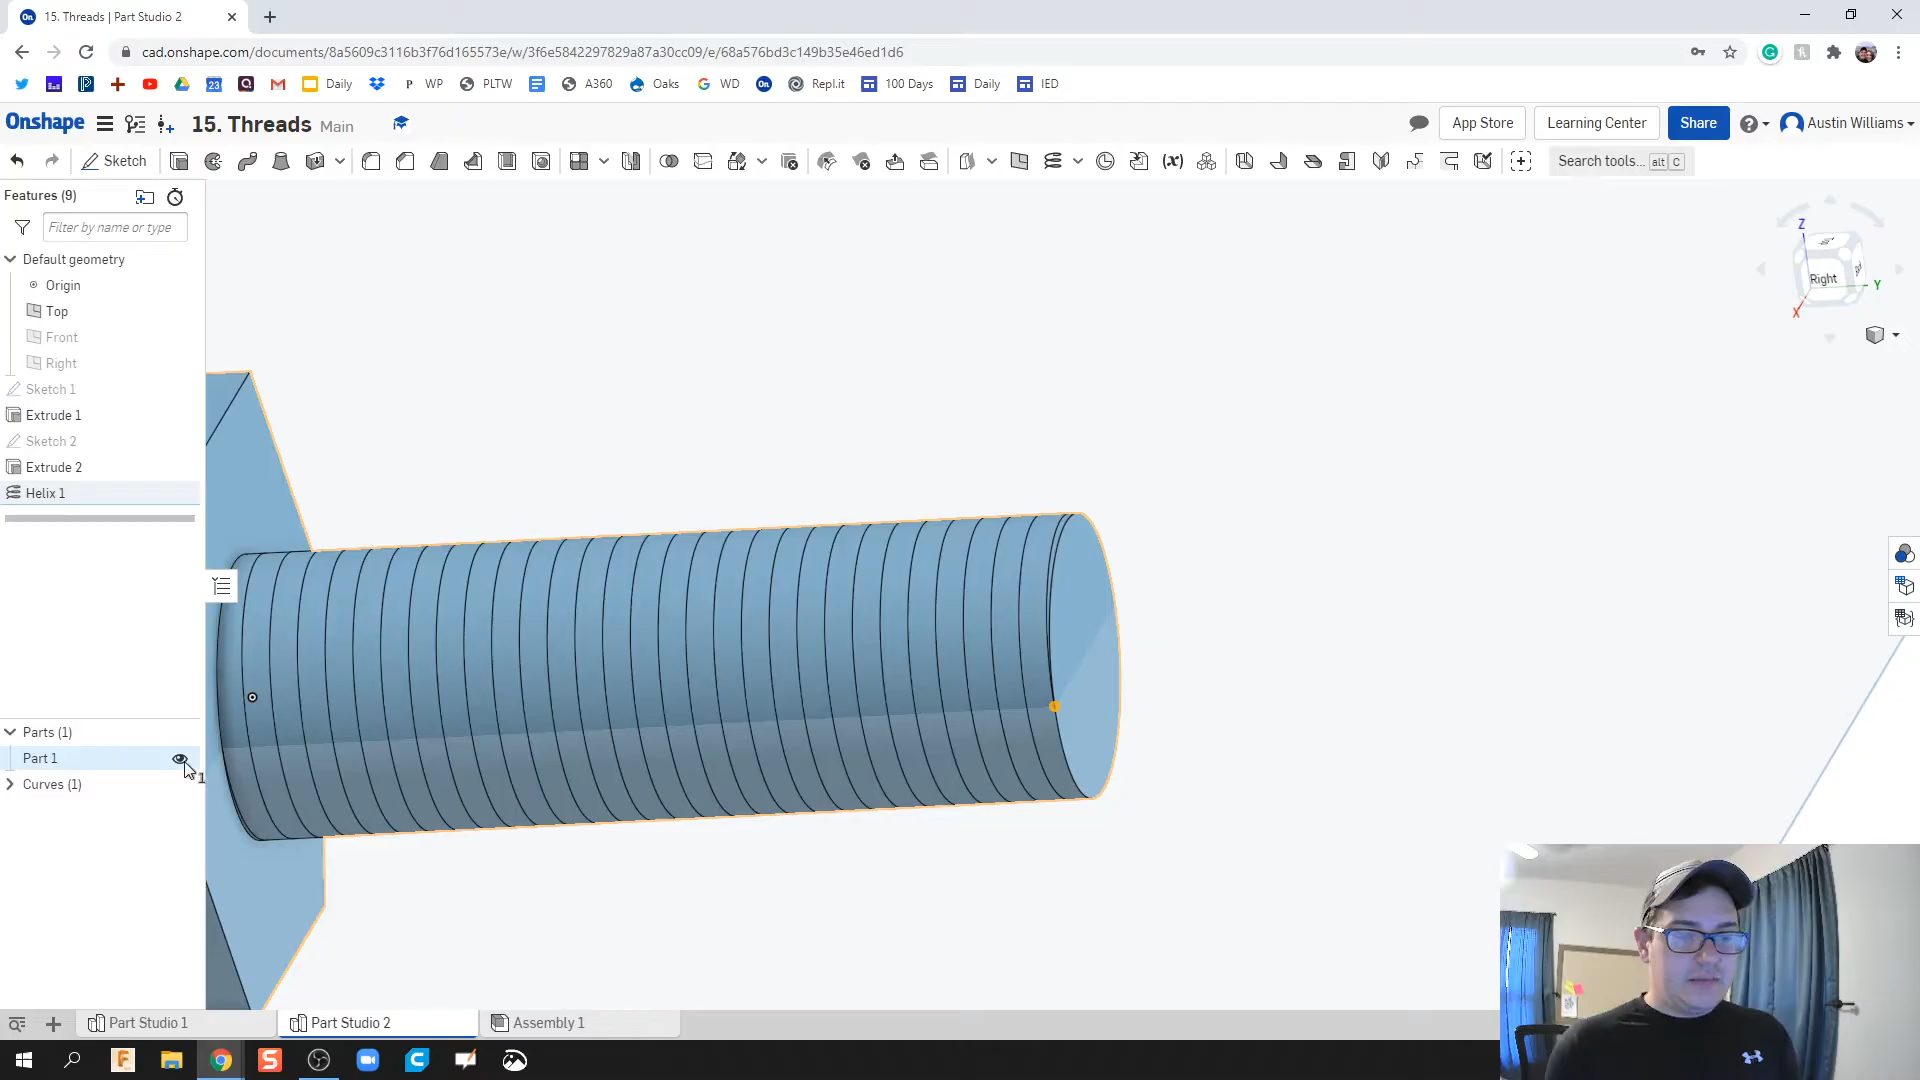 15. Threads | Part Studio 2
cad.onshape.com/documents/8a5609c3116b3f76d165573e/w/3f6e5842297829a87a30cc09/e/68a576bd3c149b35e46ed1d6
Daily
P WP
PLTW
A360
Oaks
WD
Repl.it
100 Days
Daily
IED
Onshape
15. Threads Main
App Store
Learning Center
Share
Austin Williams
Sketch
Search tools... alt C
Features (9)
Filter by name or type
Default geometry
Origin
Top
Front
Right
Sketch 1
Extrude 1
Sketch 2
Extrude 2
Helix 1
Z
Right
Y
X
Parts (1)
Part 1
1
Curves (1)
Part Studio 1
Part Studio 2
Assembly 1